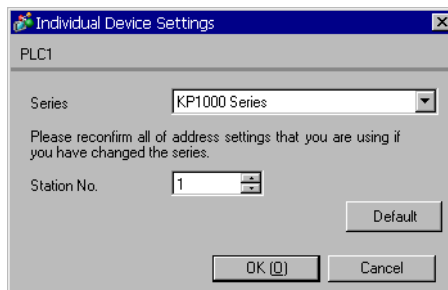 Individual Device Settings
PLC1
Series
KP1000 Series
Please reconfirm all of address settings that you are using if
you have changed the series.
Station No.
1
Default
OK (O)
Cancel